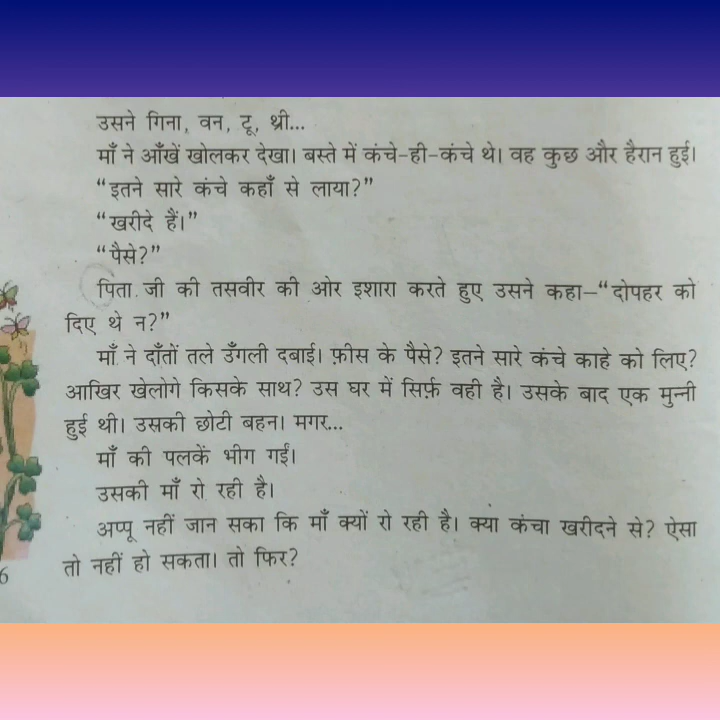 उसने गिना, वन, टू, थ्री...
माँ ने आँखें खोलकर देखा। बस्ते में कंचे-ही-कंचे थे। वह कुछ और हैरान हुई।
“इतने सारे कंचे कहाँ से लाया?”
“खरीदे हैं।”
“पैसे?”
पिता जी की तसवीर की ओर इशारा करते हुए उसने कहा–“दोपहर को
दिए थे न?”
माँ ने दाँतों तले उँगली दबाई। फ़ीस के पैसे? इतने सारे कंचे काहे को लिए?
आखिर खेलोगे किसके साथ? उस घर में सिर्फ़ वही है। उसके बाद एक मुन्नी
हुई थी। उसकी छोटी बहन। मगर...
माँ की पलकें भीग गईं।
उसकी माँ रो रही है।
अप्पू नहीं जान सका कि माँ क्यों रो रही है। क्या कंचा खरीदने से? ऐसा
तो नहीं हो सकता। तो फिर?
6